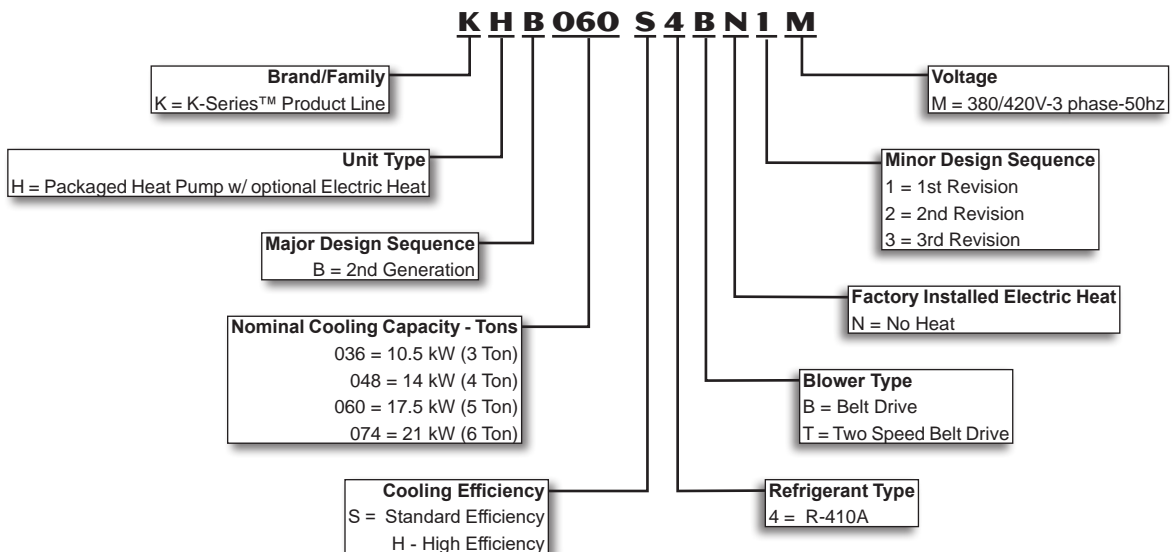 K H B 060 S 4 B N 1 M
Brand/Family
K = K-Series™ Product Line
Unit Type
H = Packaged Heat Pump w/ optional Electric Heat
Major Design Sequence
B = 2nd Generation
Nominal Cooling Capacity - Tons
036 = 10.5 kW (3 Ton)
048 = 14 kW (4 Ton)
060 = 17.5 kW (5 Ton)
074 = 21 kW (6 Ton)
Cooling Efficiency
S = Standard Efficiency
H - High Efficiency
Voltage
M = 380/420V-3 phase-50hz
Minor Design Sequence
1 = 1st Revision
2 = 2nd Revision
3 = 3rd Revision
Factory Installed Electric Heat
N = No Heat
Blower Type
B = Belt Drive
T = Two Speed Belt Drive
Refrigerant Type
4 = R-410A